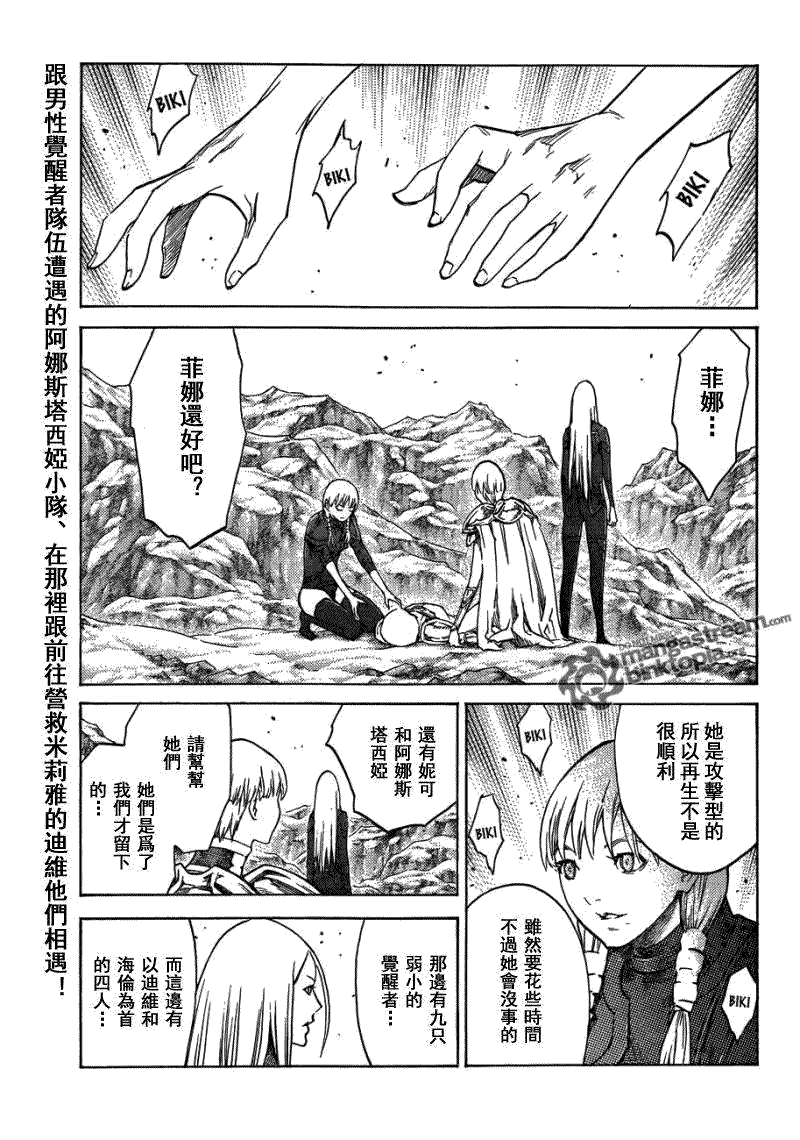 跟男性覺醒者隊伍遭遇的阿娜斯塔西婭小隊、在那裡跟前往營救米莉雅的迪維他們相遇！
BIKI
BIKI
BIKI
菲娜…
菲娜還好吧？
她是攻擊型的
所以再生不是
很順利
BIKI
BIKI
雖然要花些時間
不過她會沒事的
BIKI
還有妮可
和阿娜斯
塔西婭
請幫幫
她們
她們是爲了
我們才留下
的…
那邊有九只
弱小的
覺醒者…
而這邊有
以迪維和
海倫為首
的四人…
mangastream.com
binktopia